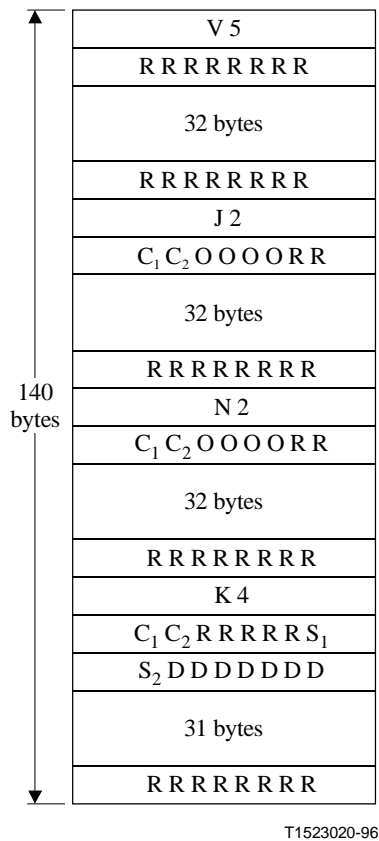 V 5
R R R R R R R R
32 bytes
R R R R R R R R
J 2
C₁ C₂ O O O O R R
32 bytes
R R R R R R R R
140
bytes
N 2
C₁ C₂ O O O O R R
32 bytes
R R R R R R R R
K 4
C₁ C₂ R R R R R S₁
S₂ D D D D D D D
31 bytes
R R R R R R R R
T1523020-96